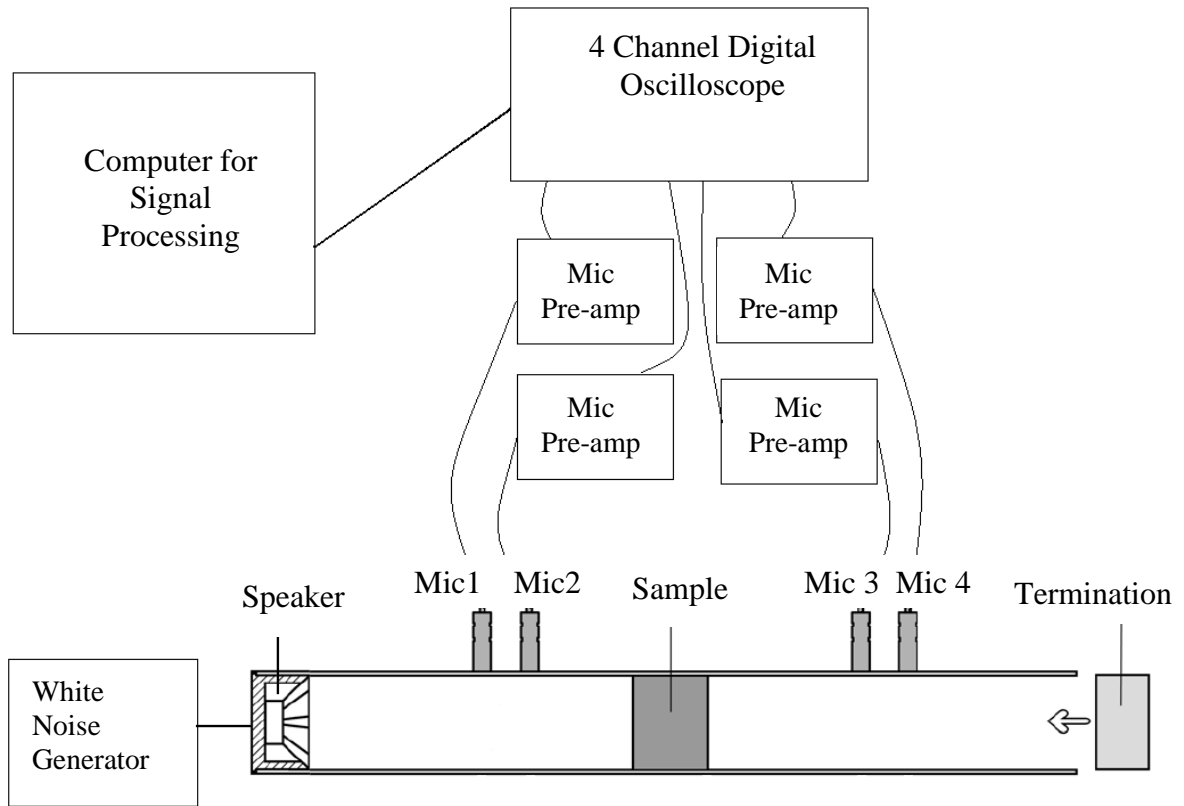 4 Channel Digital
Oscilloscope
Computer for
Signal
Processing
Mic
Pre-amp
Mic
Pre-amp
Mic
Pre-amp
Mic
Pre-amp
Speaker
Mic1
Mic2
Sample
Mic 3
Mic 4
Termination
White
Noise
Generator